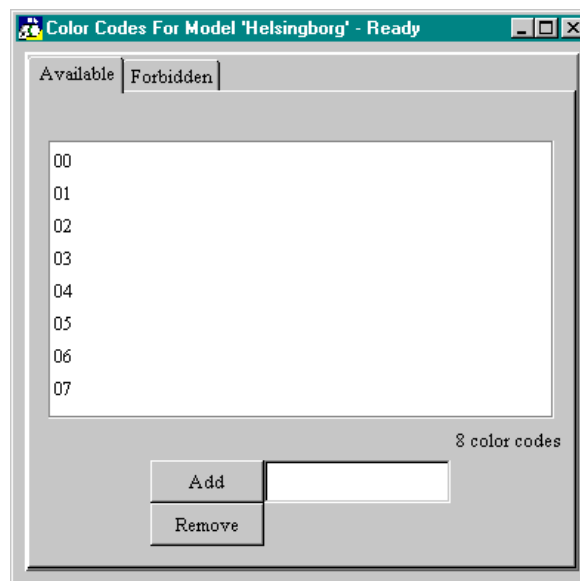 Color Codes For Model 'Helsingborg' - Ready
Available Forbidden
00
01
02
03
04
05
06
07
8 color codes
Add
Remove